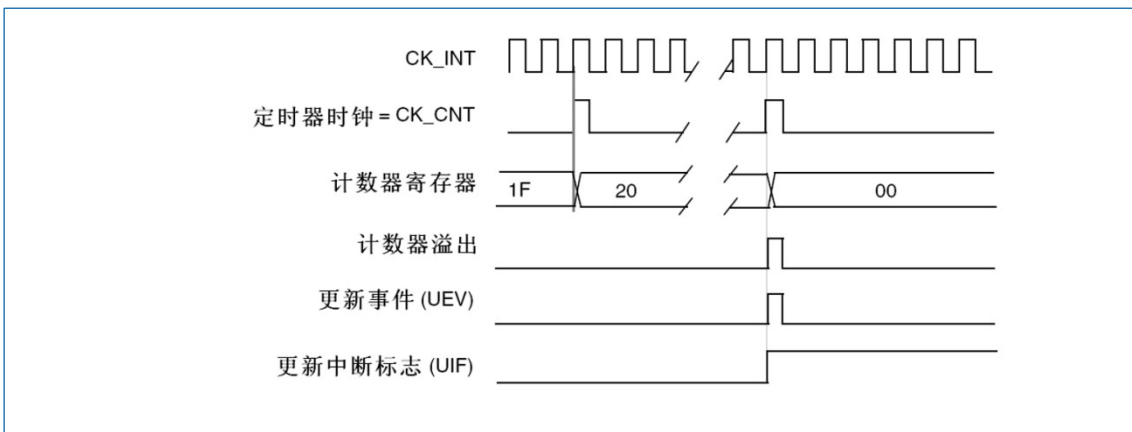 CK_INT
定时器时钟 = CK_CNT
计数器寄存器 1F 20 00
计数器溢出
更新事件 (UEV)
更新中断标志 (UIF)